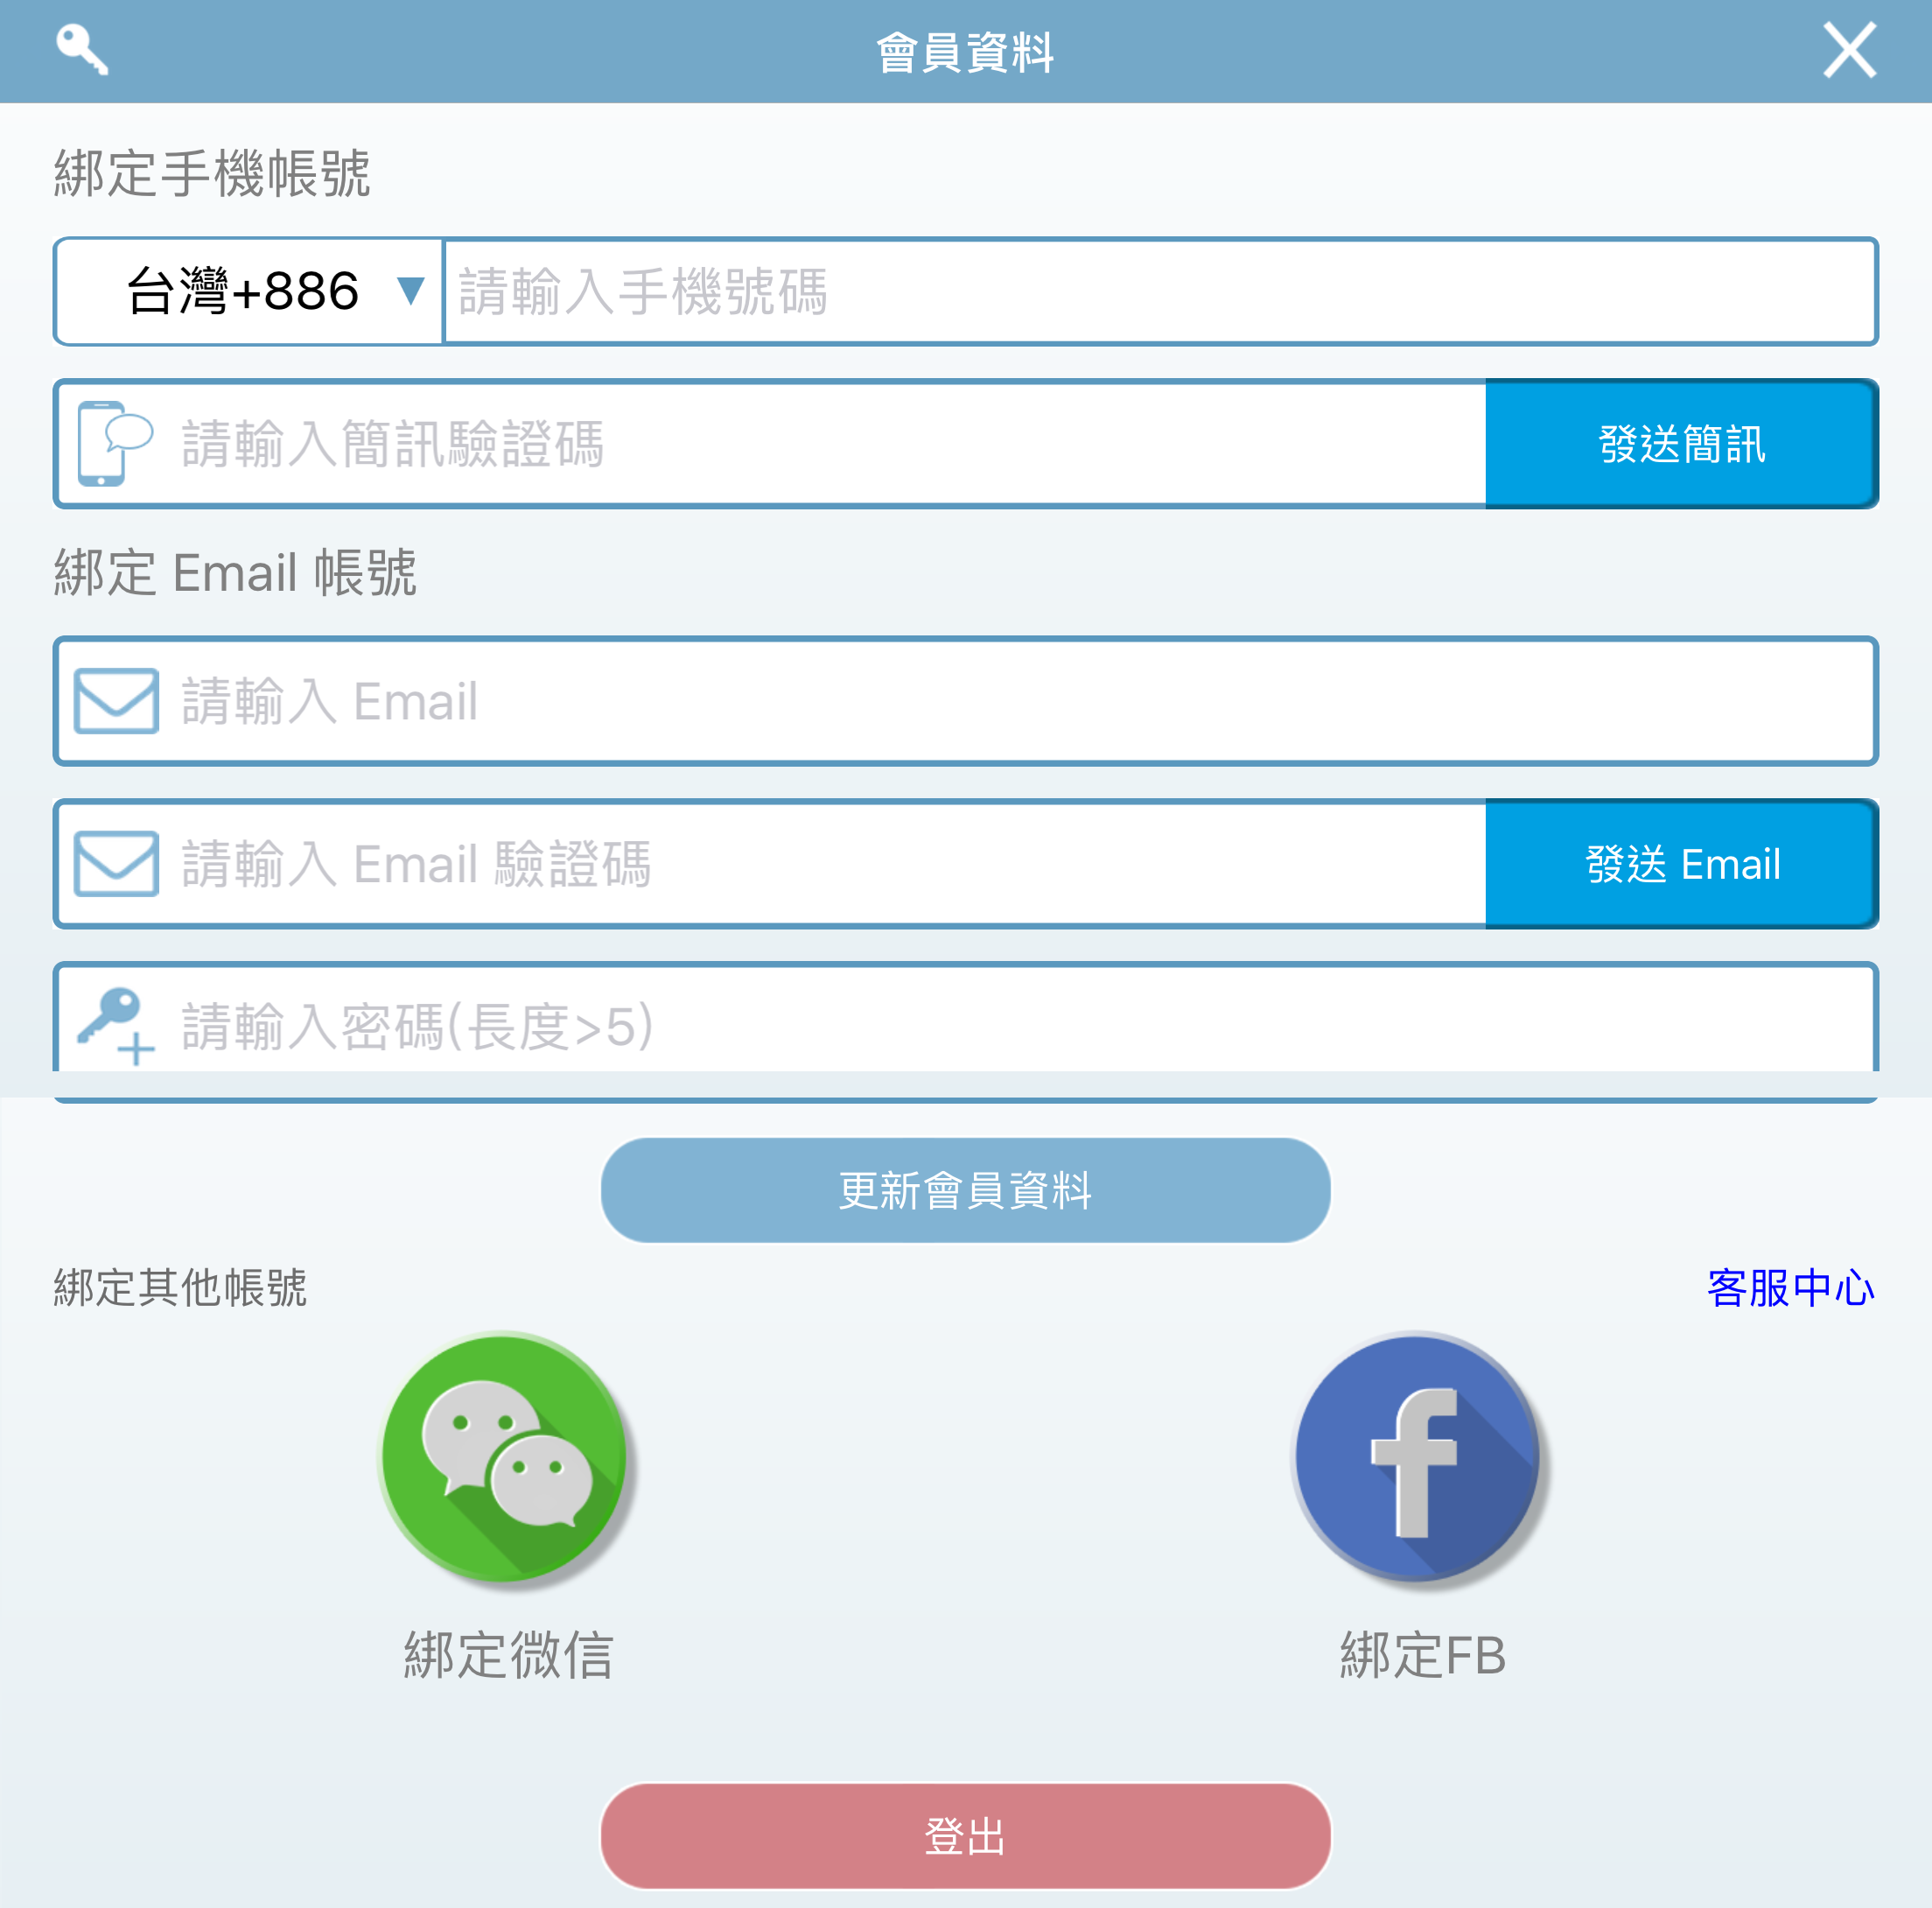 會員資料
綁定手機帳號
台灣+886 ▼ 請輸入手機號碼
請輸入簡訊驗證碼 發送簡訊
綁定 Email 帳號
請輸入 Email
請輸入 Email 驗證碼 發送 Email
請輸入密碼(長度>5)
更新會員資料
綁定其他帳號 客服中心
綁定微信 綁定FB
登出